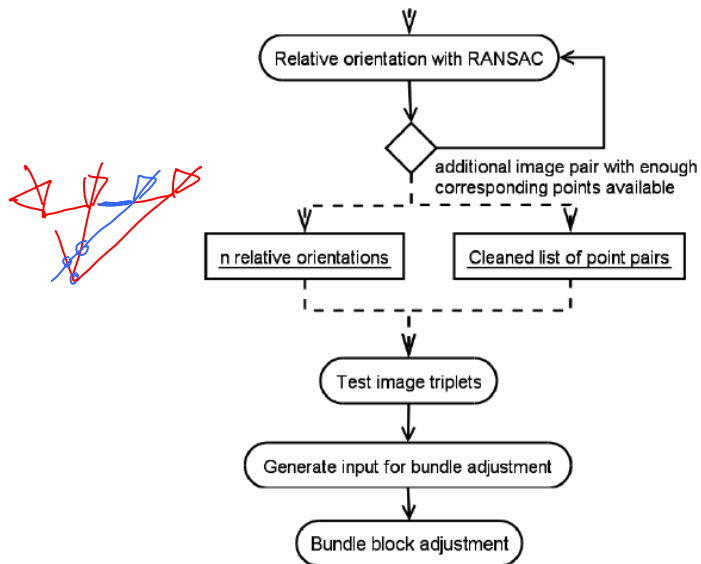 Relative orientation with RANSAC
additional image pair with enough
corresponding points available
n relative orientations
Cleaned list of point pairs
Test image triplets
Generate input for bundle adjustment
Bundle block adjustment